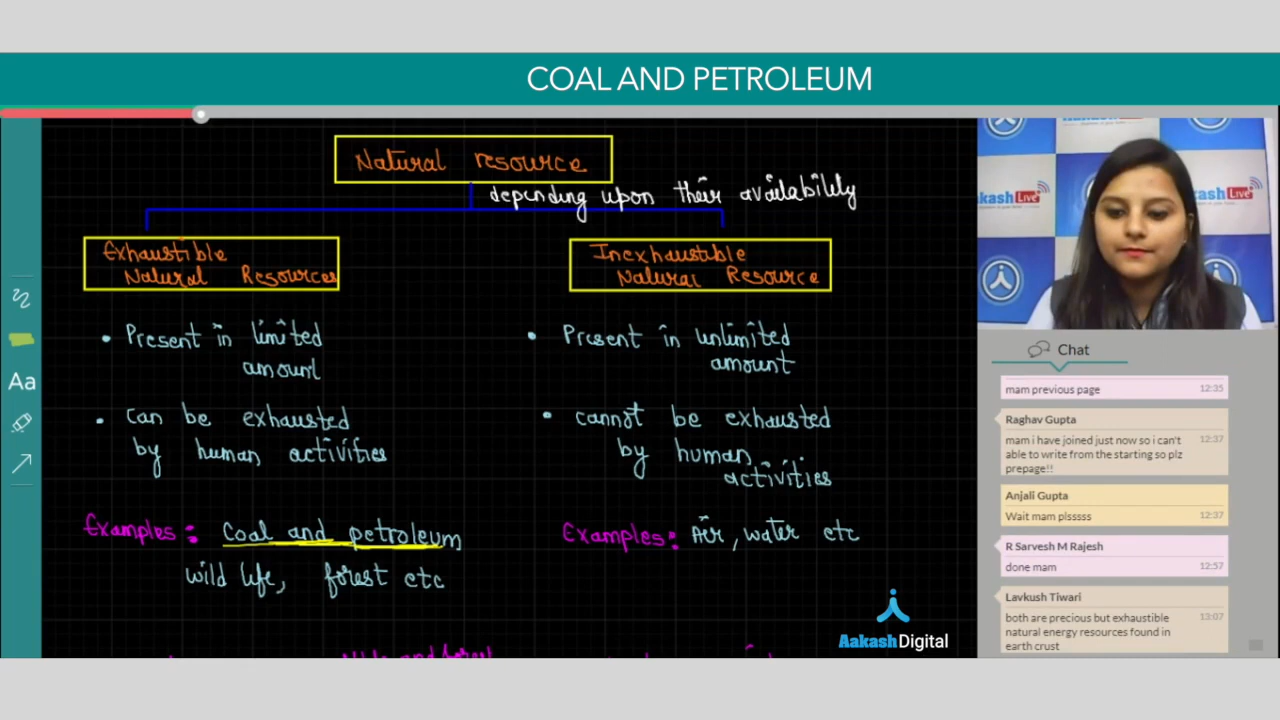 COAL AND PETROLEUM
Natural resource
depending upon their availability
Exhaustible
Natural Resources
Inexhaustible
Natural Resource
• Present in limited
amount
• Present in unlimited
amount
• Can be exhausted
by human activities
• cannot be exhausted
by human
activities
Examples: Coal and petroleum
wild life, forest etc
Examples: Air, water etc
AakashDigital
Aa
Aakash Live
Aakash Live
Chat
mam previous page 12:35
Raghav Gupta
mam i have joined just now so i can't 12:37
able to write from the starting so plz
prepage!!
Anjali Gupta
Wait mam plsssss 12:37
R Sarvesh M Rajesh
done mam 12:57
Lavkush Tiwari
both are precious but exhaustible 13:07
natural energy resources found in
earth crust